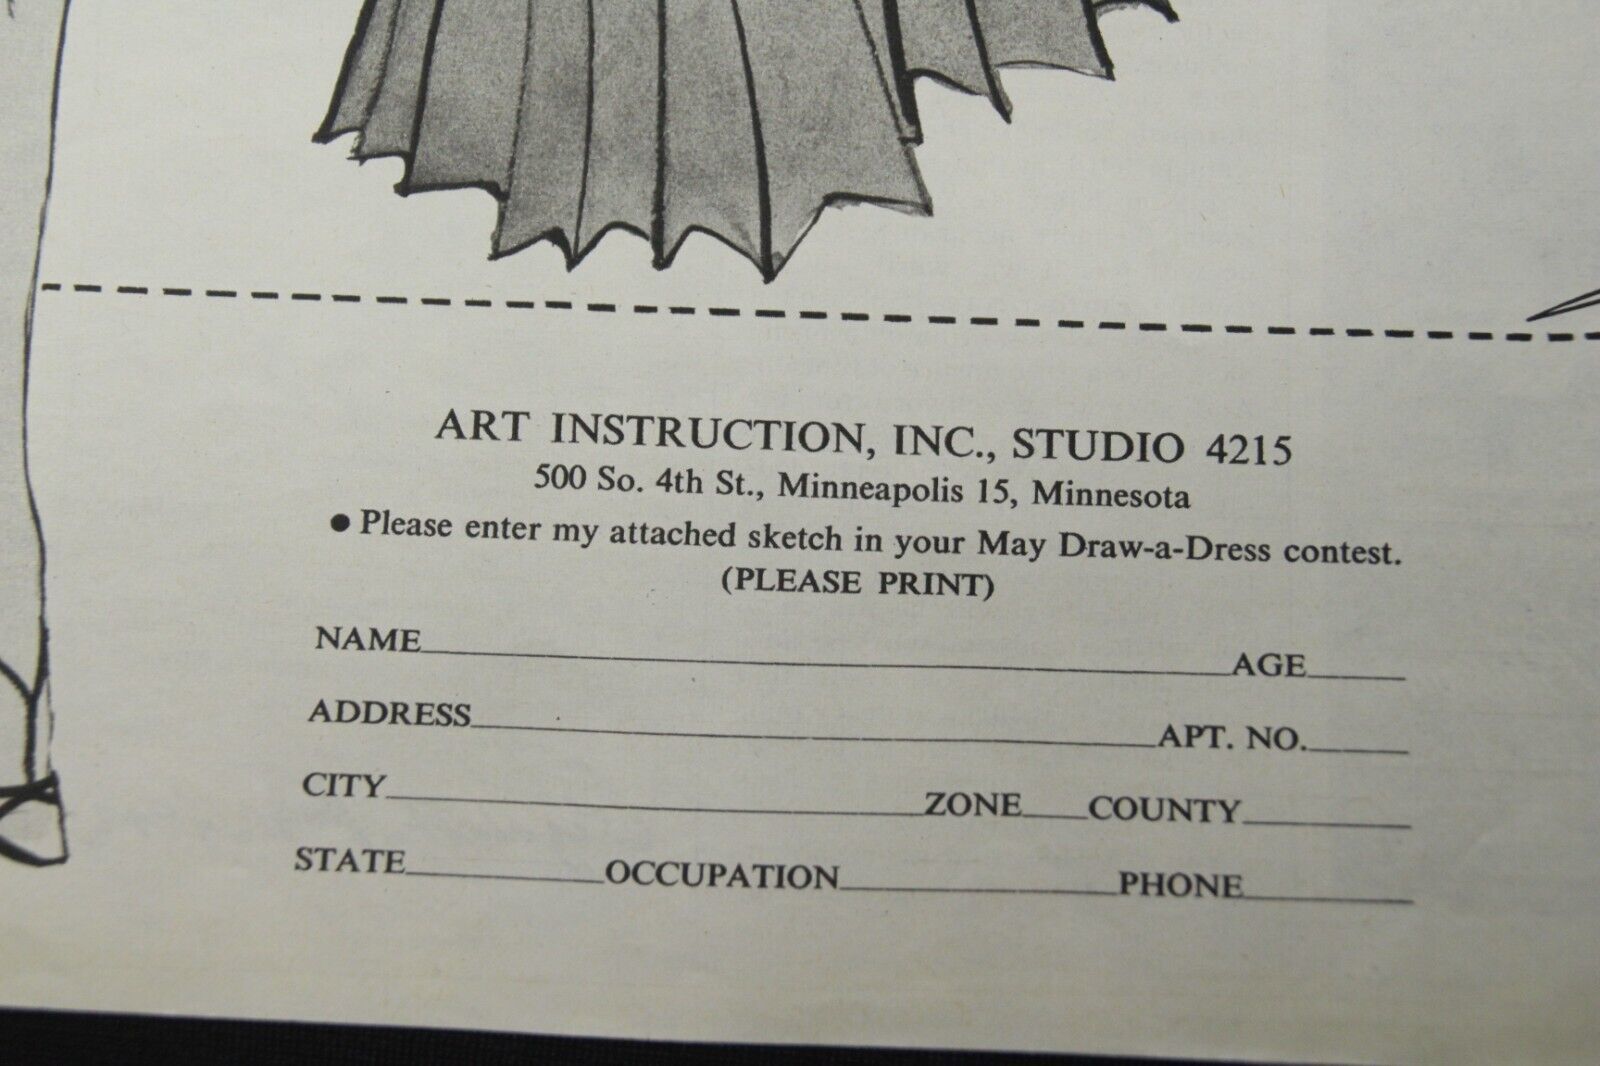 ART INSTRUCTION, INC., STUDIO 4215
500 So. 4th St., Minneapolis 15, Minnesota
● Please enter my attached sketch in your May Draw-a-Dress contest.
(PLEASE PRINT)
NAME AGE
ADDRESS APT. NO.
CITY ZONE COUNTY
STATE OCCUPATION PHONE